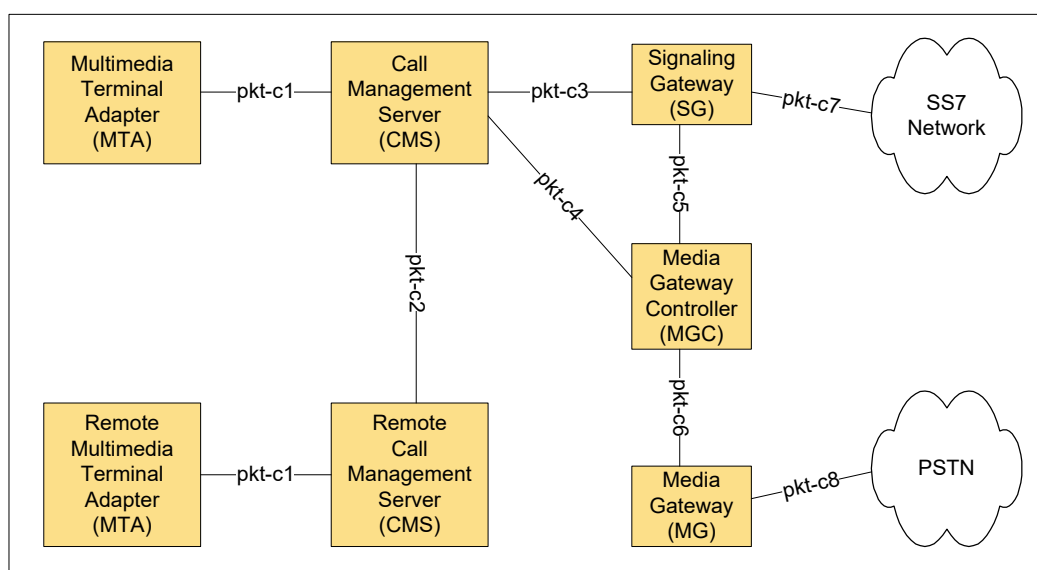 Multimedia
Terminal
Adapter
(MTA)
pkt-c1
Call
Management
Server
(CMS)
pkt-c3
Signaling
Gateway
(SG)
pkt-c7
SS7
Network
pkt-c4
pkt-c5
pkt-c2
Media
Gateway
Controller
(MGC)
pkt-c6
Remote
Multimedia
Terminal
Adapter
(MTA)
pkt-c1
Remote
Call
Management
Server
(CMS)
Media
Gateway
(MG)
pkt-c8
PSTN